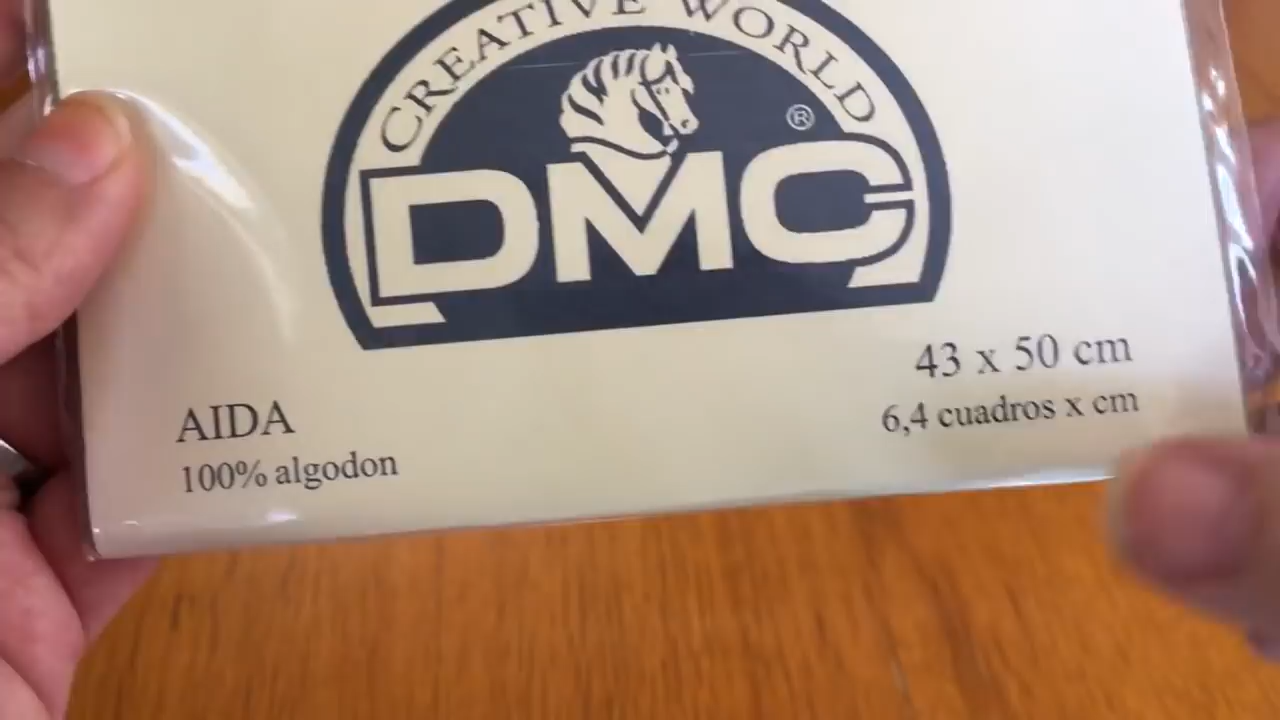 CREATIVE WORLD
®
DMC
43 x 50 cm
AIDA
6,4 cuadros x cm
100% algodon